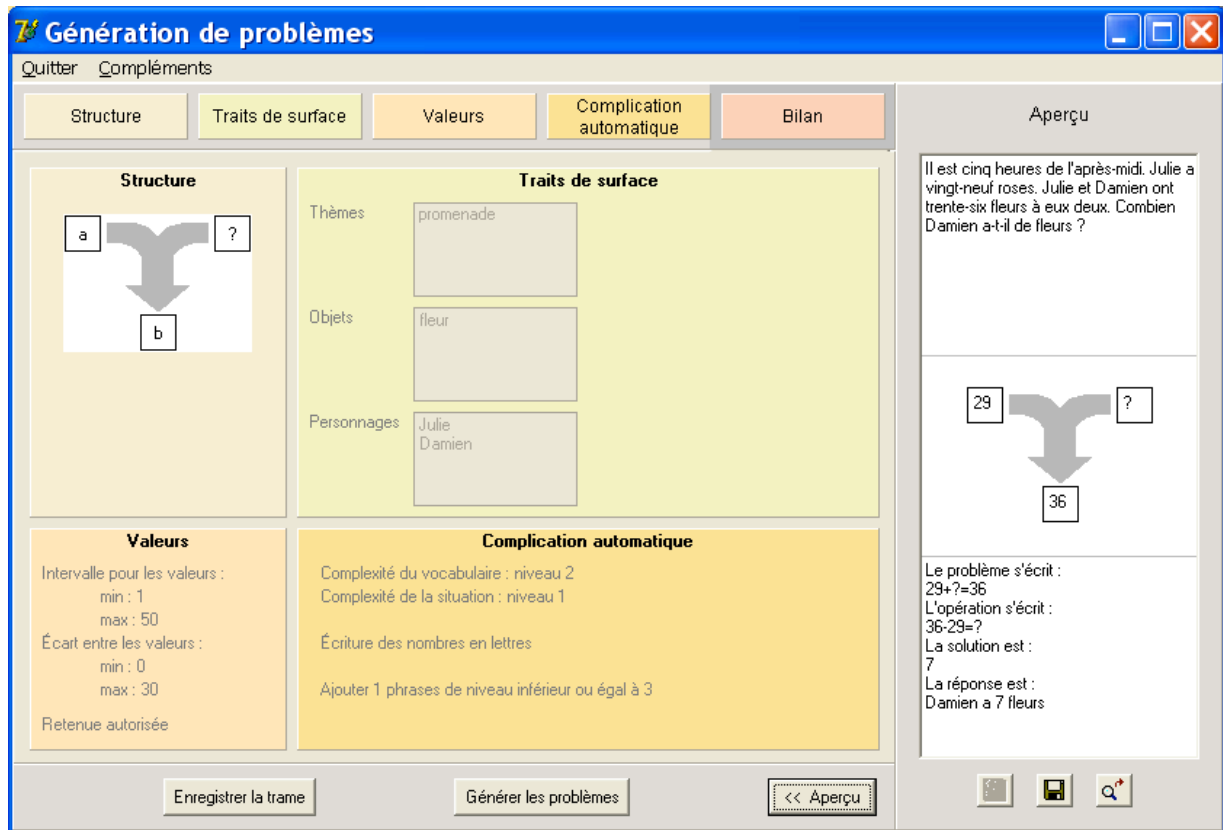 Génération de problèmes
Quitter Compléments
Structure
Traits de surface
Valeurs
Complication
automatique
Bilan
Structure
a
?
b
Traits de surface
Thèmes
promenade
Objets
fleur
Personnages
Julie
Damien
Valeurs
Intervalle pour les valeurs :
min : 1
max : 50
Écart entre les valeurs :
min : 0
max : 30
Retenue autorisée
Complication automatique
Complexité du vocabulaire : niveau 2
Complexité de la situation : niveau 1
Écriture des nombres en lettres
Ajouter 1 phrases de niveau inférieur ou égal à 3
Enregistrer la trame
Générer les problèmes
<< Aperçu
Aperçu
Il est cinq heures de l'après-midi. Julie a
vingt-neuf roses. Julie et Damien ont
trente-six fleurs à eux deux. Combien
Damien a-t-il de fleurs ?
29
?
36
Le problème s'écrit :
29+?=36
L'opération s'écrit :
36-29=?
La solution est :
7
La réponse est :
Damien a 7 fleurs